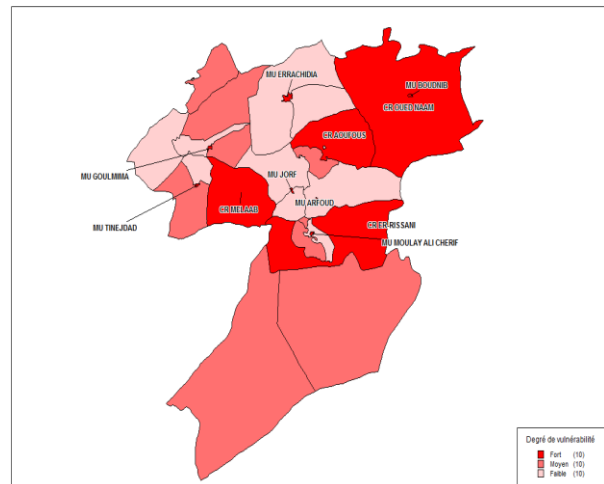 MU ERRACHIDIA
MU BOUDNIB
CR OUED NAAM
CR AOUFOUS
MU GOULMIMA
MU JORF
MU ARFOUD
CR MELAAB
MU TINEJDAD
CR ER-RISSANI
MU MOULAY ALI CHERIF
Degré de vulnérabilité
Fort (10)
Moyen (10)
Faible (10)